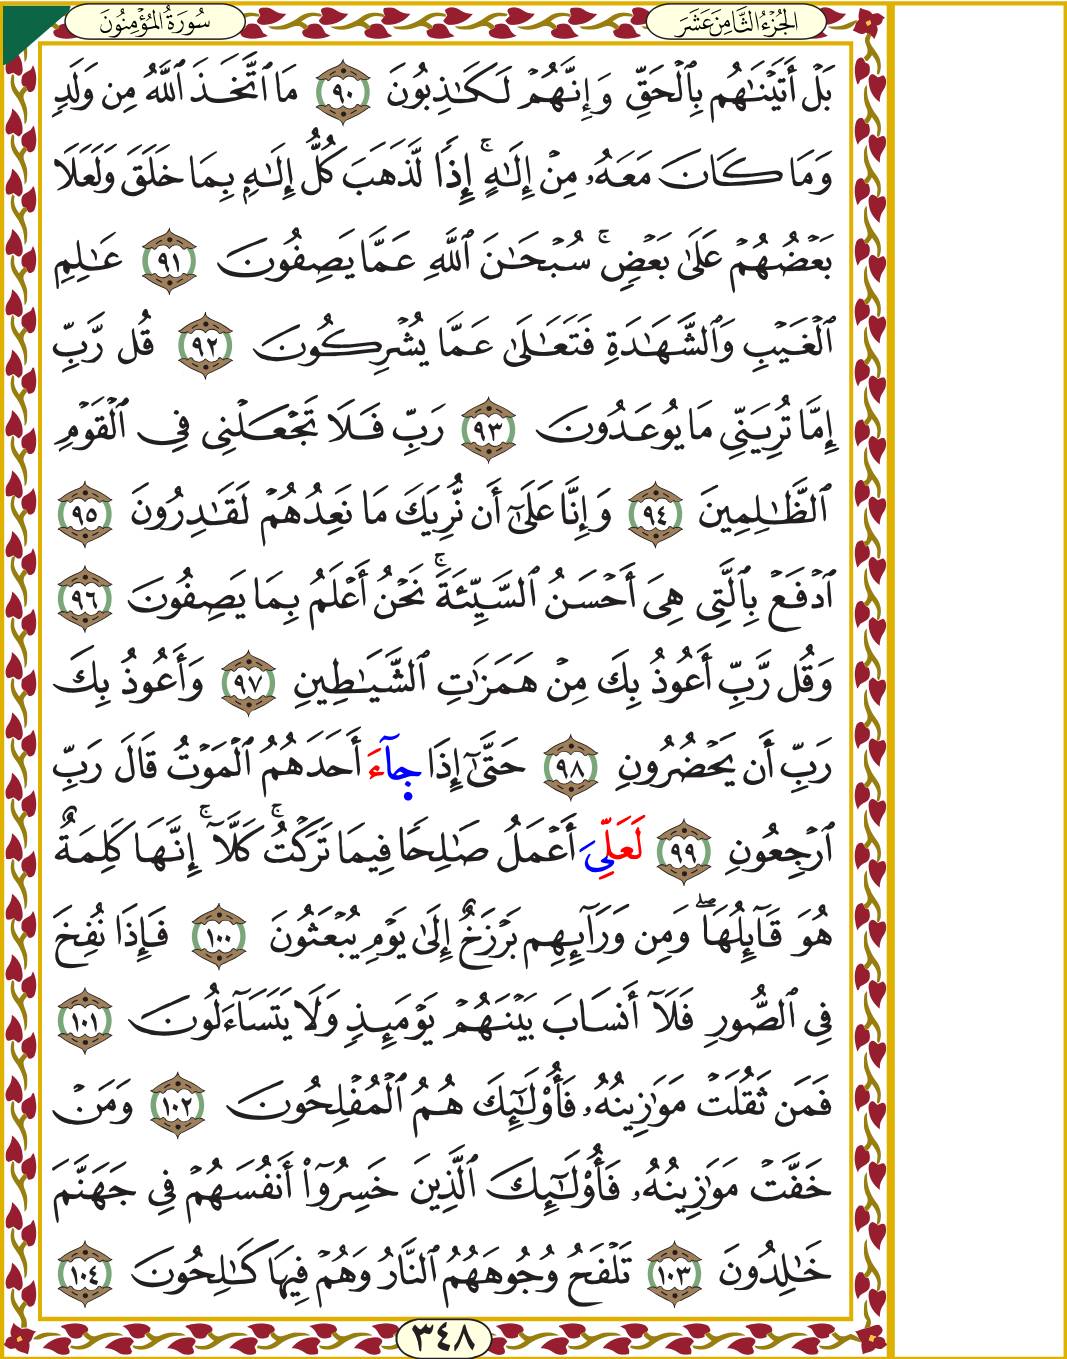 سُورَةُ المُؤْمِنُونَ
الجُزْءُ الثَّامِنَ عَشَرَ
بَلْ أَتَيْنَٰهُم بِٱلْحَقِّ وَإِنَّهُمْ لَكَٰذِبُونَ ٩٠ مَا ٱتَّخَذَ ٱللَّهُ مِن وَلَدٍ
وَمَا كَانَ مَعَهُۥ مِنْ إِلَٰهٍ ۚ إِذًا لَّذَهَبَ كُلُّ إِلَٰهٍۭ بِمَا خَلَقَ وَلَعَلَا
بَعْضُهُمْ عَلَىٰ بَعْضٍ ۚ سُبْحَٰنَ ٱللَّهِ عَمَّا يَصِفُونَ ٩١ عَٰلِمِ
ٱلْغَيْبِ وَٱلشَّهَٰدَةِ فَتَعَٰلَىٰ عَمَّا يُشْرِكُونَ ٩٢ قُل رَّبِّ
إِمَّا تُرِيَنِّى مَا يُوعَدُونَ ٩٣ رَبِّ فَلَا تَجْعَلْنِى فِى ٱلْقَوْمِ
ٱلظَّٰلِمِينَ ٩٤ وَإِنَّا عَلَىٰٓ أَن نُّرِيَكَ مَا نَعِدُهُمْ لَقَٰدِرُونَ ٩٥
ٱدْفَعْ بِٱلَّتِى هِىَ أَحْسَنُ ٱلسَّيِّئَةَ ۚ نَحْنُ أَعْلَمُ بِمَا يَصِفُونَ ٩٦
وَقُل رَّبِّ أَعُوذُ بِكَ مِنْ هَمَزَٰتِ ٱلشَّيَٰطِينِ ٩٧ وَأَعُوذُ بِكَ
رَبِّ أَن يَحْضُرُونِ ٩٨ حَتَّىٰٓ إِذَا جَآءَ أَحَدَهُمُ ٱلْمَوْتُ قَالَ رَبِّ
ٱرْجِعُونِ ٩٩ لَعَلِّىَ أَعْمَلُ صَٰلِحًا فِيمَا تَرَكْتُ ۚ كَلَّآ ۚ إِنَّهَا كَلِمَةٌ
هُوَ قَآئِلُهَا ۖ وَمِن وَرَآئِهِم بَرْزَخٌ إِلَىٰ يَوْمِ يُبْعَثُونَ ١٠٠ فَإِذَا نُفِخَ
فِى ٱلصُّورِ فَلَآ أَنسَابَ بَيْنَهُمْ يَوْمَئِذٍ وَلَا يَتَسَآءَلُونَ ١٠١
فَمَن ثَقُلَتْ مَوَٰزِينُهُۥ فَأُو۟لَٰٓئِكَ هُمُ ٱلْمُفْلِحُونَ ١٠٢ وَمَنْ
خَفَّتْ مَوَٰزِينُهُۥ فَأُو۟لَٰٓئِكَ ٱلَّذِينَ خَسِرُوٓا۟ أَنفُسَهُمْ فِى جَهَنَّمَ
خَٰلِدُونَ ١٠٣ تَلْفَحُ وُجُوهَهُمُ ٱلنَّارُ وَهُمْ فِيهَا كَٰلِحُونَ ١٠٤
٣٤٨